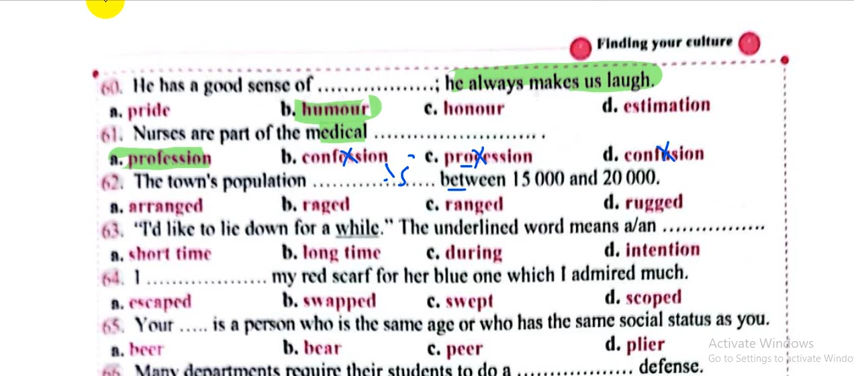 Finding your culture
60. He has a good sense of ..................; he always makes us laugh.
a. pride b. humour c. honour d. estimation
61. Nurses are part of the medical ..........................
a. profession b. confession c. procession d. confusion
62. The town's population ..................... between 15 000 and 20 000.
a. arranged b. raged c. ranged d. rugged
63. "I'd like to lie down for a while." The underlined word means a/an .................
a. short time b. long time c. during d. intention
64. I ................... my red scarf for her blue one which I admired much.
a. escaped b. swapped c. swept d. scoped
65. Your ..... is a person who is the same age or who has the same social status as you.
a. beer b. bear c. peer d. plier
Activate Windows
Go to Settings to activate Windo
66. Many departments require their students to do a .................. defense.